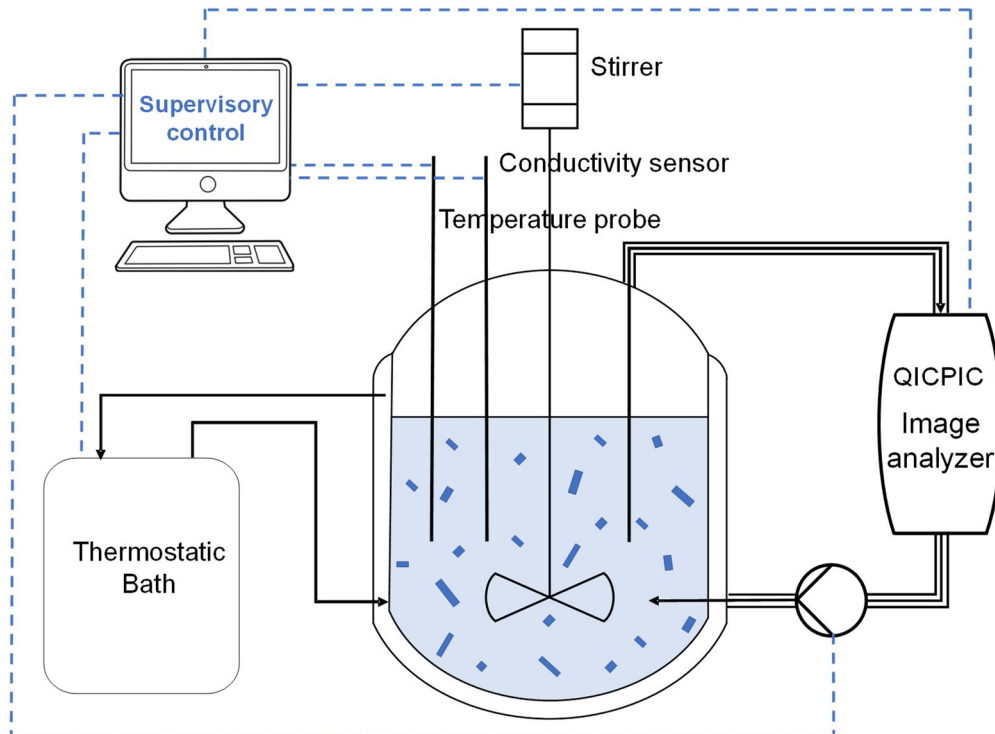 Supervisory
control
Stirrer
Conductivity sensor
Temperature probe
QICPIC
Image
analyzer
Thermostatic
Bath